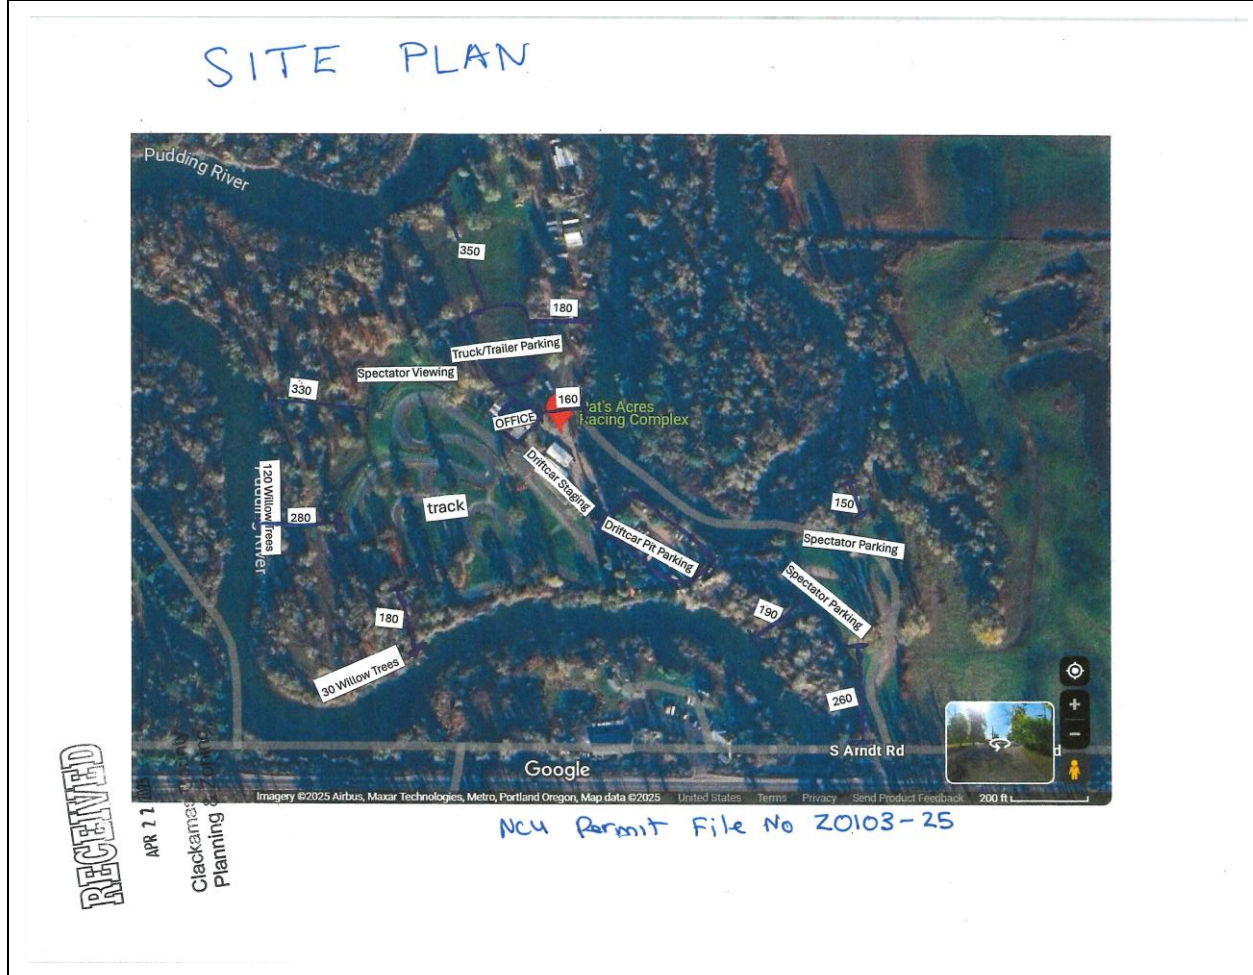 SITE PLAN
Pudding River
350
180
Truck/Trailer Parking
Spectator Viewing
330
160
Pat's Acres
Racing Complex
OFFICE
Driftcar Staging
120 Willow Trees
River
280
track
150
Driftcar Pit Parking
Spectator Parking
Spectator Parking
180
190
30 Willow Trees
260
S Arndt Rd
Google
Imagery ©2025 Airbus, Maxar Technologies, Metro, Portland Oregon, Map data ©2025 United States Terms Privacy Send Product Feedback 200 ft
NCU Permit File No Z0103-25
RECEIVED
APR 22
Clackamas County
Planning & Zoning